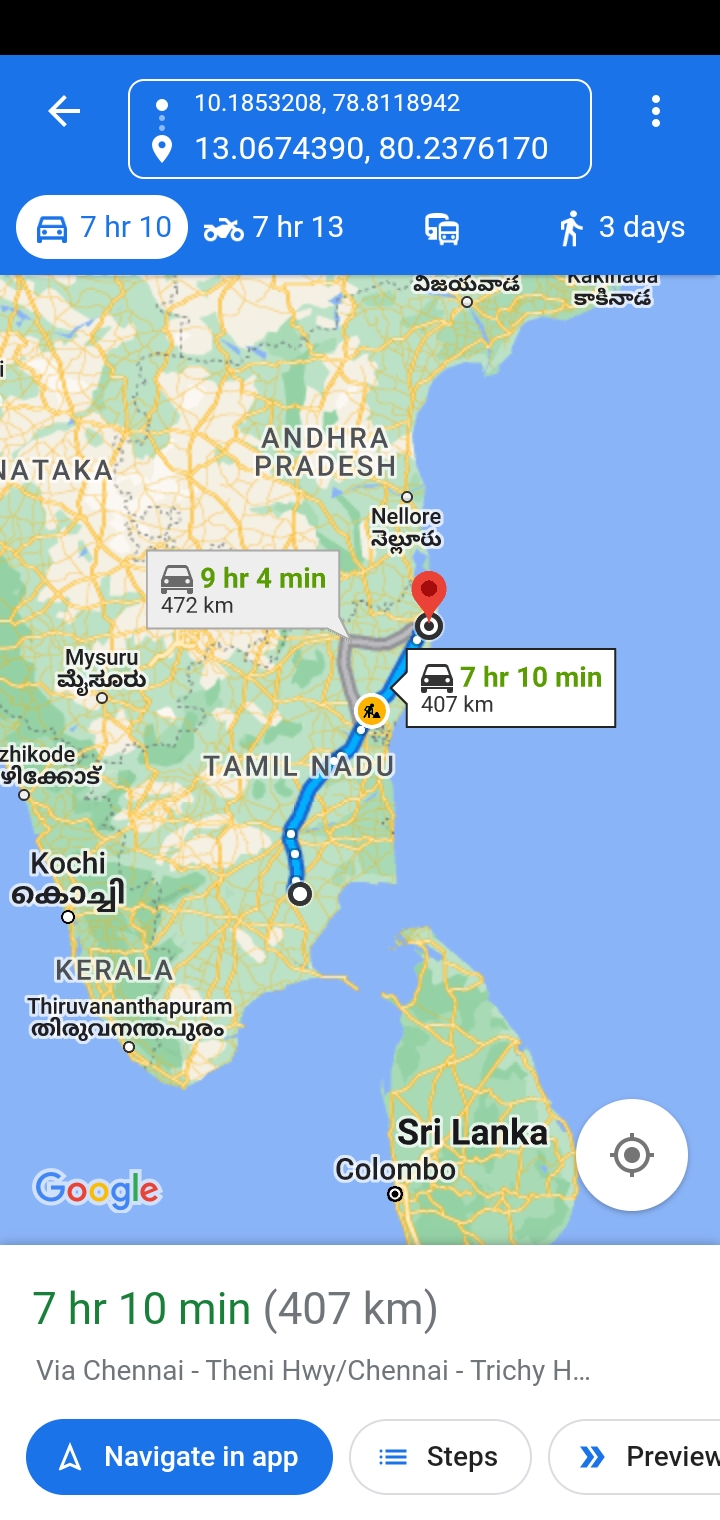 10.1853208, 78.8118942
13.0674390, 80.2376170
7 hr 10
7 hr 13
3 days
విజయవాడ
Kakinada
కాకినాడ
ANDHRA
PRADESH
NATAKA
Nellore
నెల్లూరు
9 hr 4 min
472 km
Mysuru
ಮೈಸೂರು
7 hr 10 min
407 km
TAMIL NADU
zhikode
ഴിക്കോട്
Kochi
കൊച്ചി
KERALA
Thiruvananthapuram
തിരുവനന്തപുരം
Sri Lanka
Colombo
Google
7 hr 10 min (407 km)
Via Chennai - Theni Hwy/Chennai - Trichy H...
Navigate in app
Steps
Preview